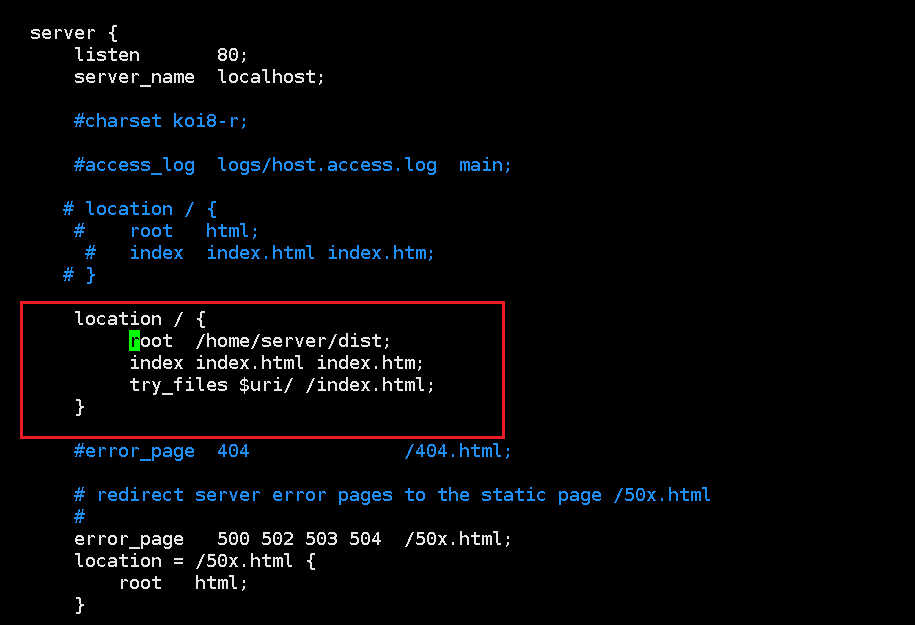 server {
    listen       80;
    server_name  localhost;
    #charset koi8-r;
    #access_log  logs/host.access.log  main;
   # location / {
    #    root   html;
     #   index  index.html index.htm;
   # }
    location / {
         root  /home/server/dist;
         index index.html index.htm;
         try_files $uri/ /index.html;
    }
    #error_page  404              /404.html;
    # redirect server error pages to the static page /50x.html
    #
    error_page   500 502 503 504  /50x.html;
    location = /50x.html {
        root   html;
    }